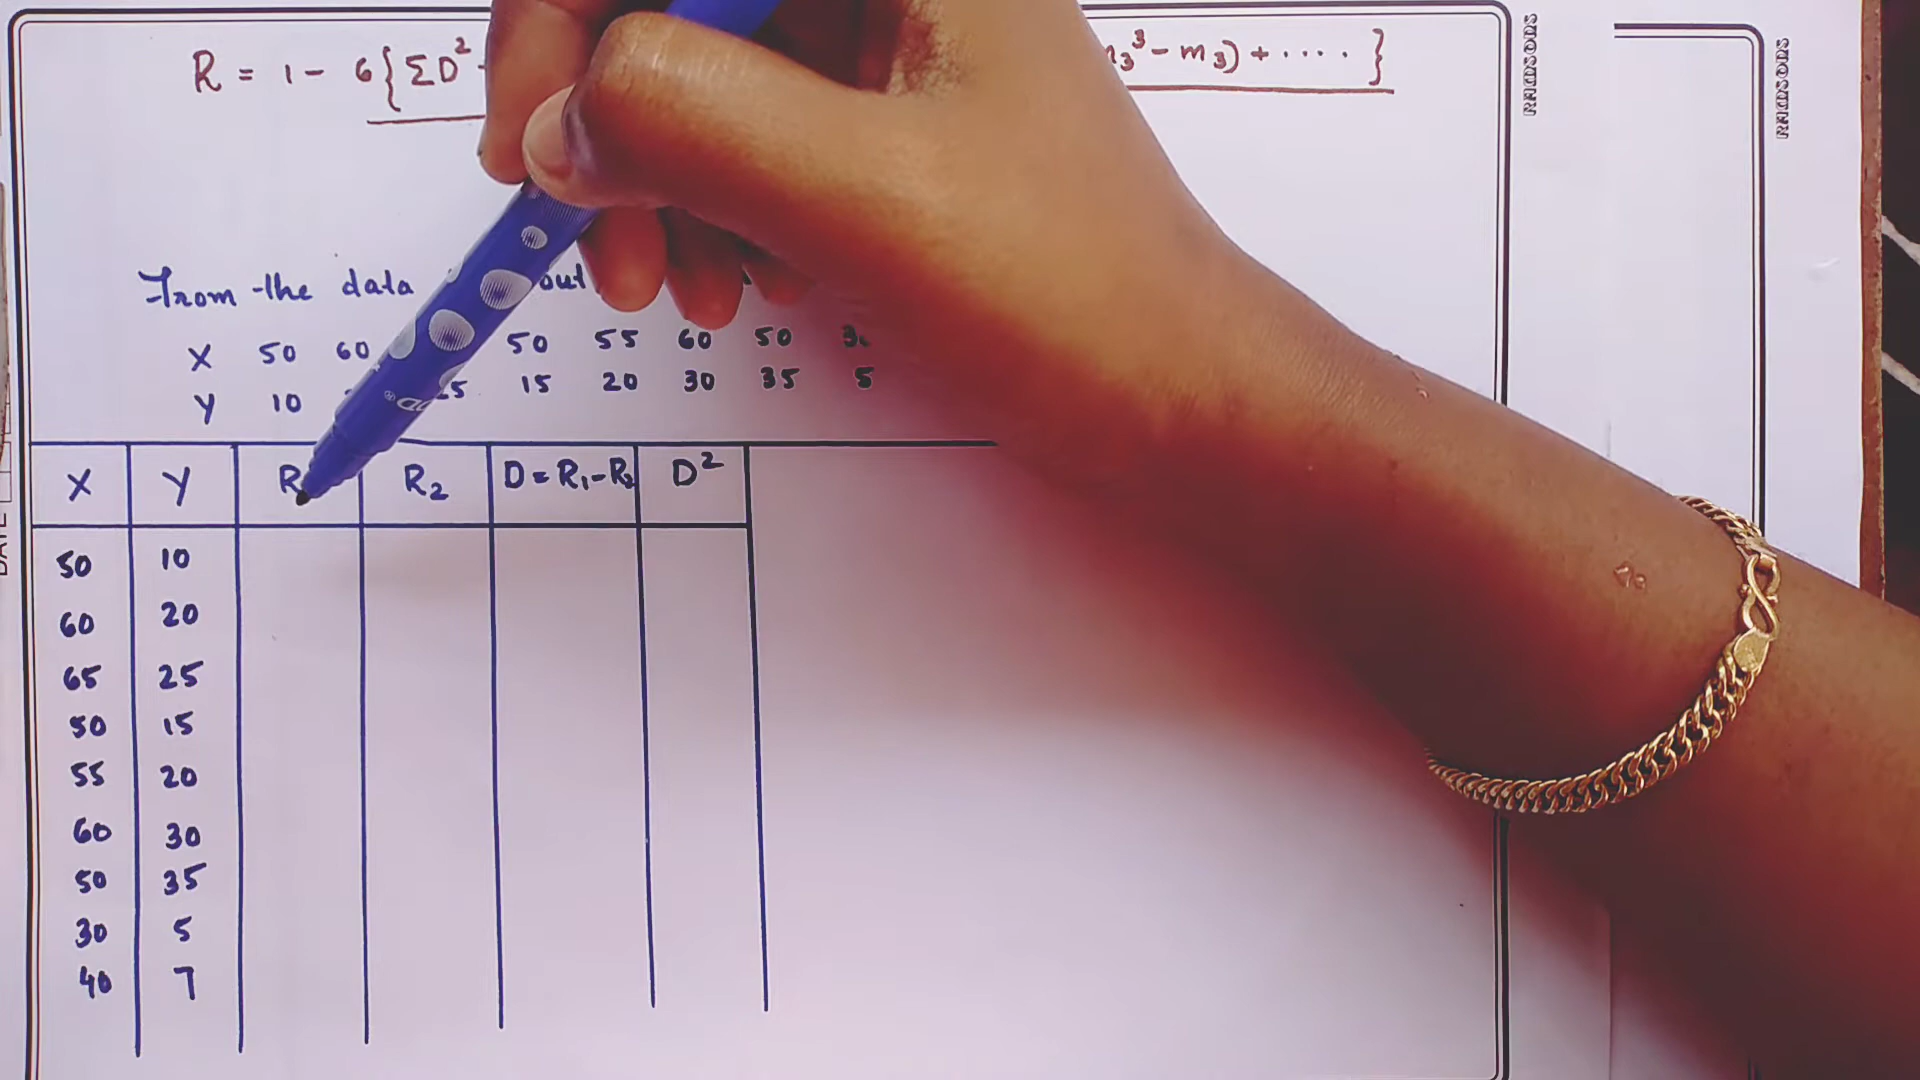 R = 1 - 6{ΣD² m₃³ - m₃) + ····}
From the data out
X 50 60 50 55 60 50
Y 10 15 20 30 35 5
X Y R R₂ D = R₁-R₂ D²
50 10
60 20
65 25
50 15
55 20
60 30
50 35
30 5
40 7